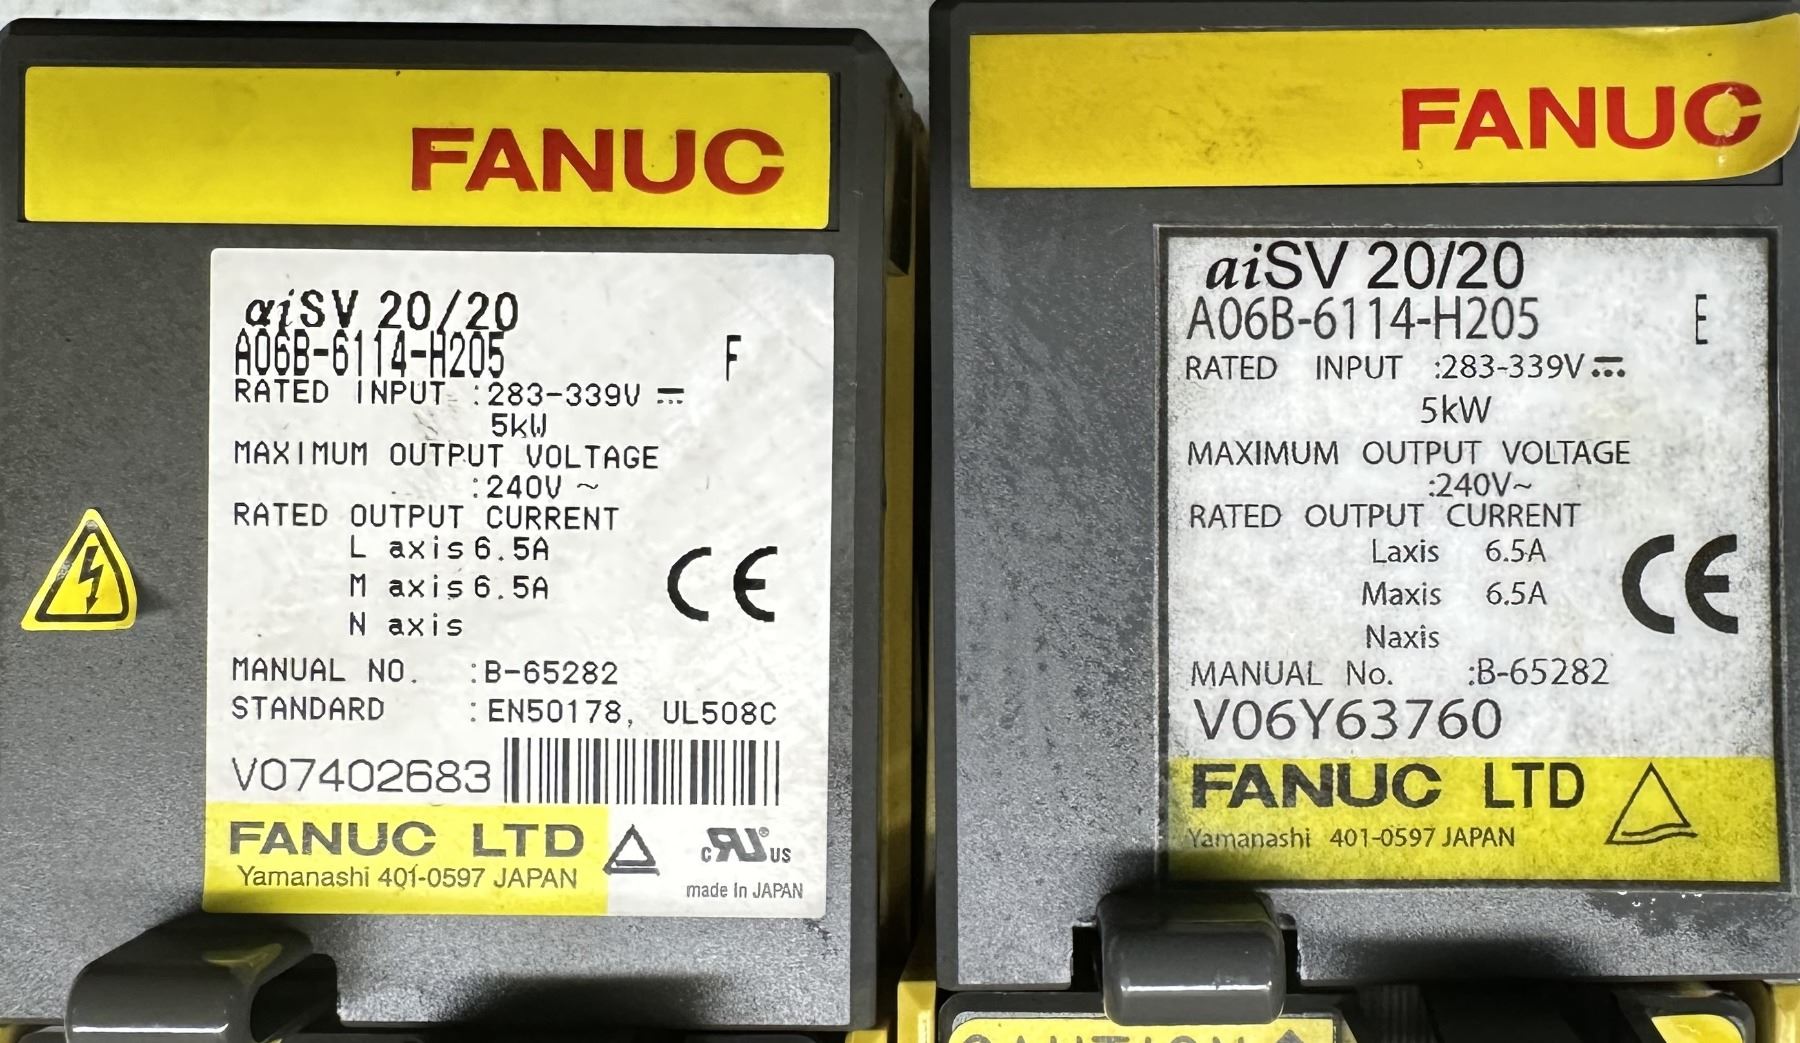 FANUC
αiSV 20/20
A06B-6114-H205 F
RATED INPUT :283-339V ⎓
5kW
MAXIMUM OUTPUT VOLTAGE
:240V ~
RATED OUTPUT CURRENT
L axis 6.5A
M axis 6.5A
N axis
CE
MANUAL NO. :B-65282
STANDARD :EN50178, UL508C
V07402683
FANUC LTD
Yamanashi 401-0597 JAPAN
c RU ® US
made in JAPAN
FANUC
aiSV 20/20
A06B-6114-H205 E
RATED INPUT :283-339V ⎓
5kW
MAXIMUM OUTPUT VOLTAGE
:240V~
RATED OUTPUT CURRENT
Laxis 6.5A
Maxis 6.5A
Naxis
CE
MANUAL No. :B-65282
V06Y63760
FANUC LTD
Yamanashi 401-0597 JAPAN
CAUTION